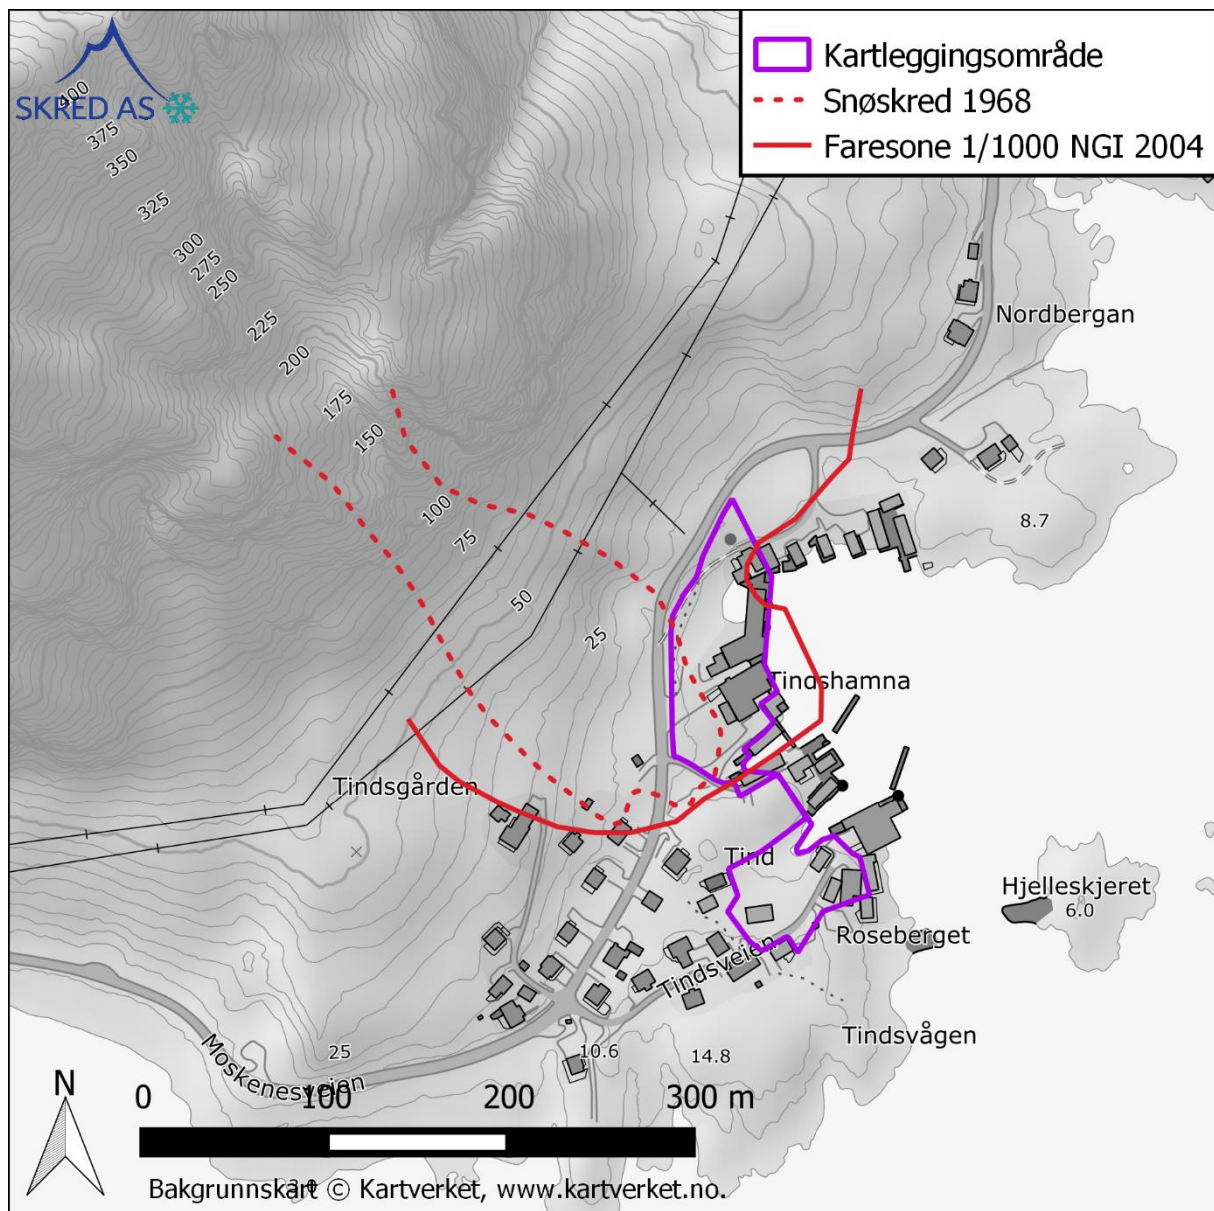 SKRED AS
Kartleggingsområde
Snøskred 1968
Faresone 1/1000 NGI 2004
400
375
350
325
300
275
250
225
200
175
150
100
75
50
25
Nordbergan
8.7
Tindshamna
Tindsgården
Tind
Hjelleskjeret
6.0
Roseberget
Tindsveien
Tindsvågen
25
10.6
14.8
Moskenesveien
N
0 100 200 300 m
Bakgrunnskart © Kartverket, www.kartverket.no.